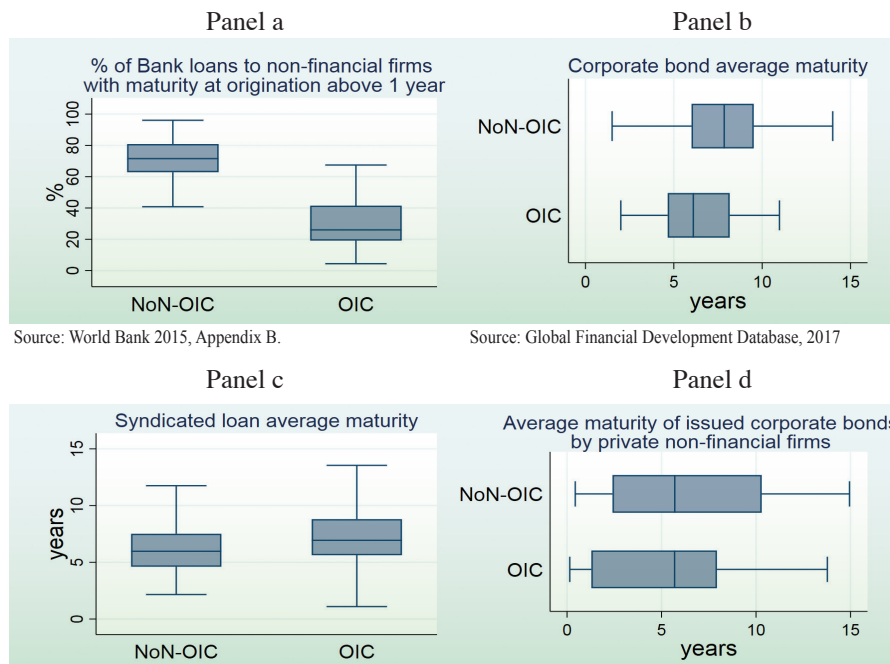 Panel a
% of Bank loans to non-financial firms
with maturity at origination above 1 year
%
0 20 40 60 80 100
NoN-OIC OIC
Source: World Bank 2015, Appendix B.
Panel b
Corporate bond average maturity
NoN-OIC
OIC
0 5 10 15
years
Source: Global Financial Development Database, 2017
Panel c
Syndicated loan average maturity
years
0 5 10 15
NoN-OIC OIC
Panel d
Average maturity of issued corporate bonds
by private non-financial firms
NoN-OIC
OIC
0 5 10 15
years